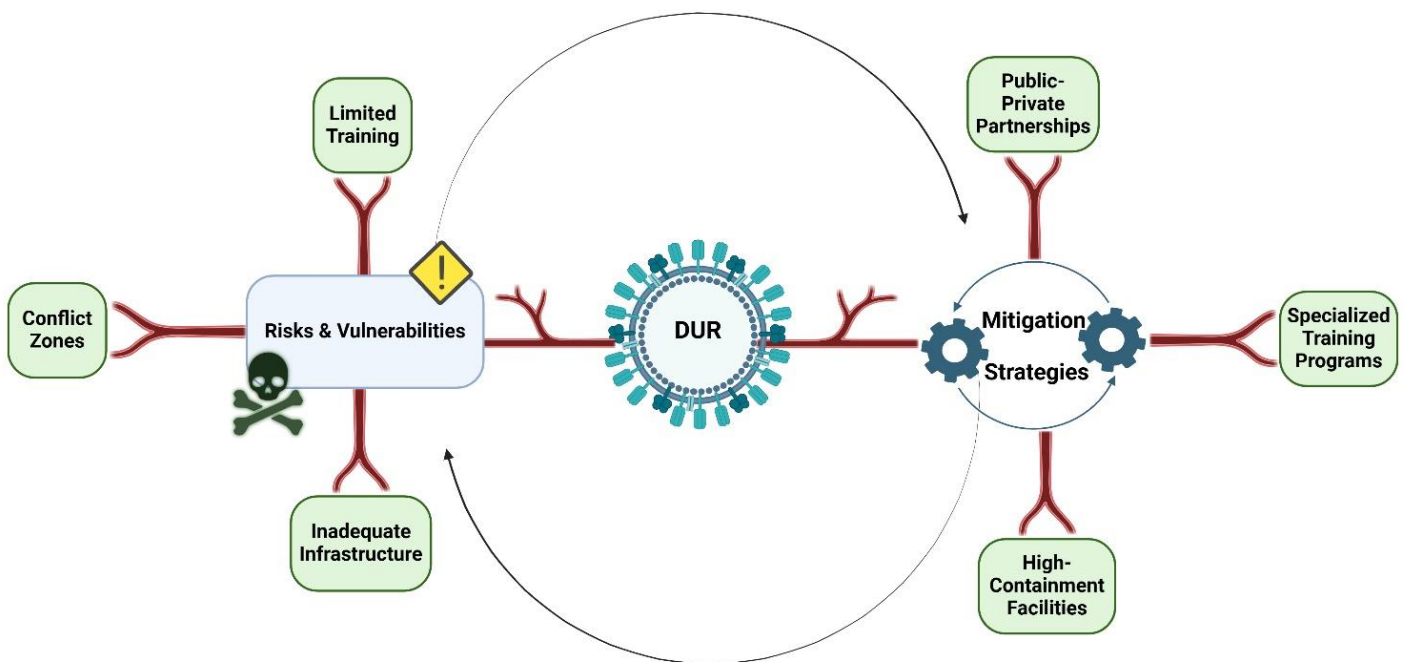 Limited
Training
Public-
Private
Partnerships
Conflict
Zones
Risks & Vulnerabilities
!
DUR
Mitigation
Strategies
Specialized
Training
Programs
Inadequate
Infrastructure
High-
Containment
Facilities